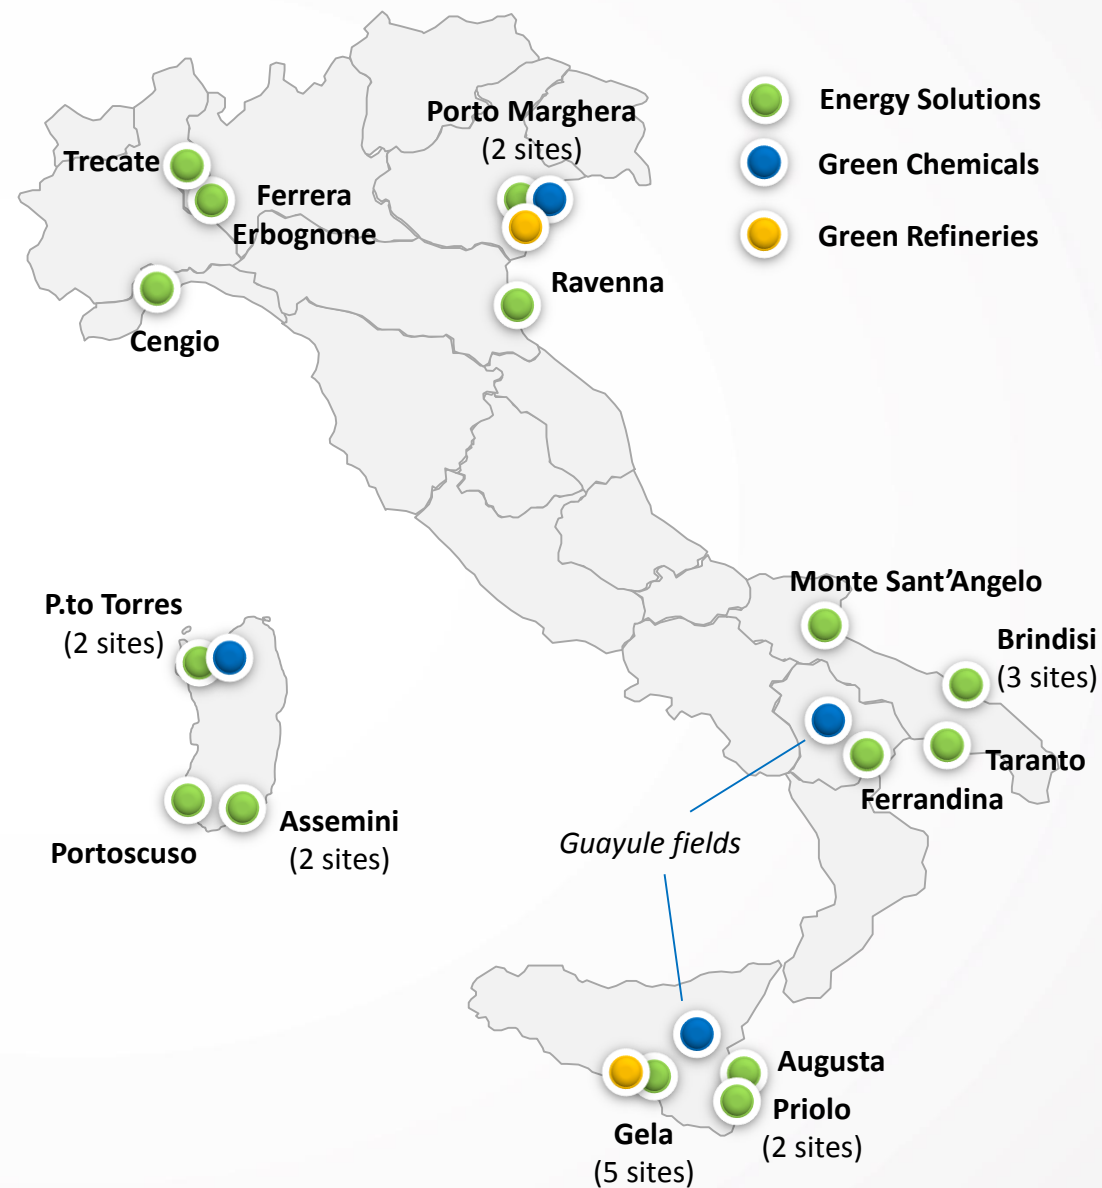 Porto Marghera
(2 sites)
Energy Solutions
Green Chemicals
Green Refineries
Trecate
Ferrera
Erbognone
Ravenna
Cengio
Monte Sant’Angelo
P.to Torres
(2 sites)
Brindisi
(3 sites)
Taranto
Ferrandina
Assemini
(2 sites)
Portoscuso
Guayule fields
Augusta
Priolo
(2 sites)
Gela
(5 sites)